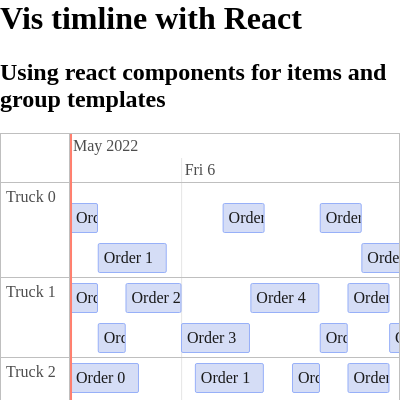 Vis timline with React
Using react components for items and
group templates
May 2022
Fri 6
Truck 0
Ord
Order
Order
Order 1
Orde
Truck 1
Ord
Order 2
Order 4
Order
Ord
Order 3
Ord
Truck 2
Order 0
Order 1
Ord
Order